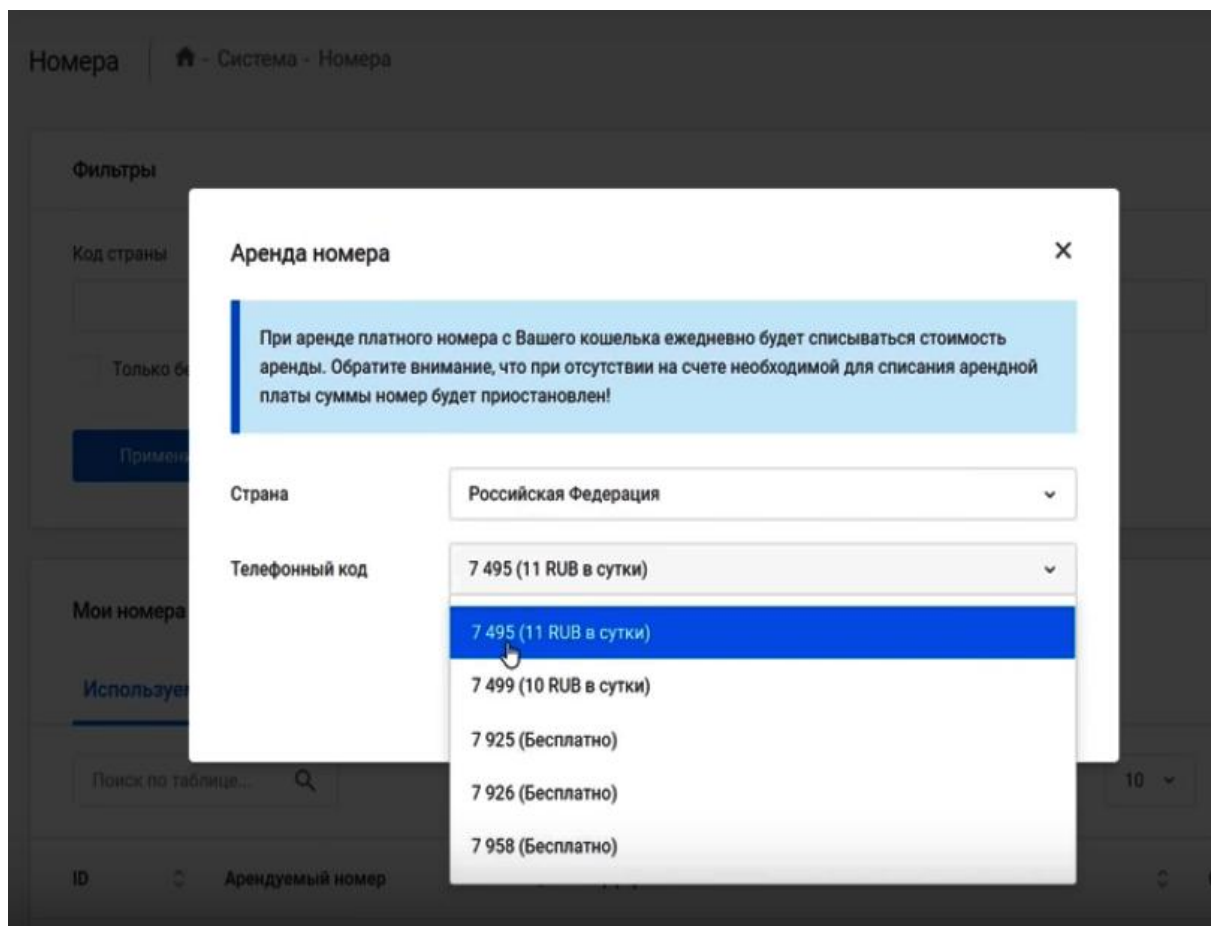 Номера
- Система - Номера
Фильтры
Код страны
Аренда номера
При аренде платного номера с Вашего кошелька ежедневно будет списываться стоимость
аренды. Обратите внимание, что при отсутствии на счете необходимой для списания арендной
платы суммы номер будет приостановлен!
Только
Страна
Российская Федерация
Телефонный код
7 495 (11 RUB в сутки)
7 495 (11 RUB в сутки)
7 499 (10 RUB в сутки)
7 925 (Бесплатно)
7 926 (Бесплатно)
7 958 (Бесплатно)
Мои номера
Поиск по таблице...
10
ID
Арендуемый номер